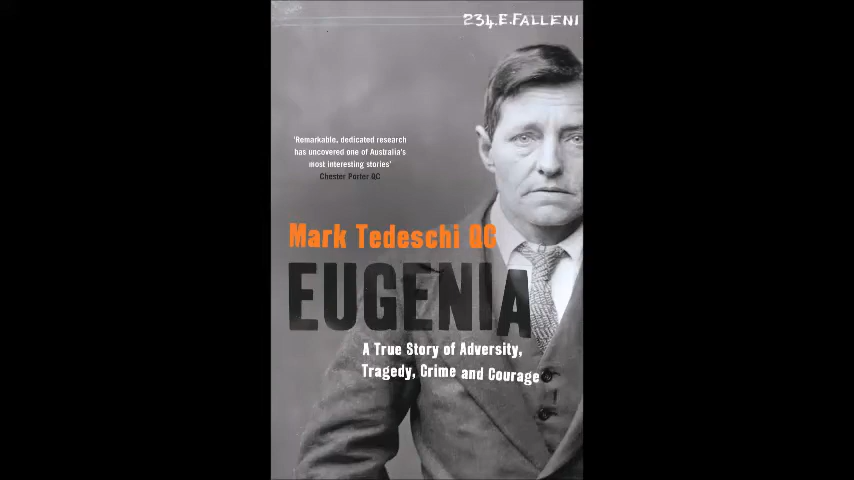 234.E.FALLENI
'Remarkable, dedicated research
has uncovered one of Australia's
most interesting stories'
Chester Porter QC
Mark Tedeschi QC
EUGENIA
A True Story of Adversity,
Tragedy, Crime and Courage